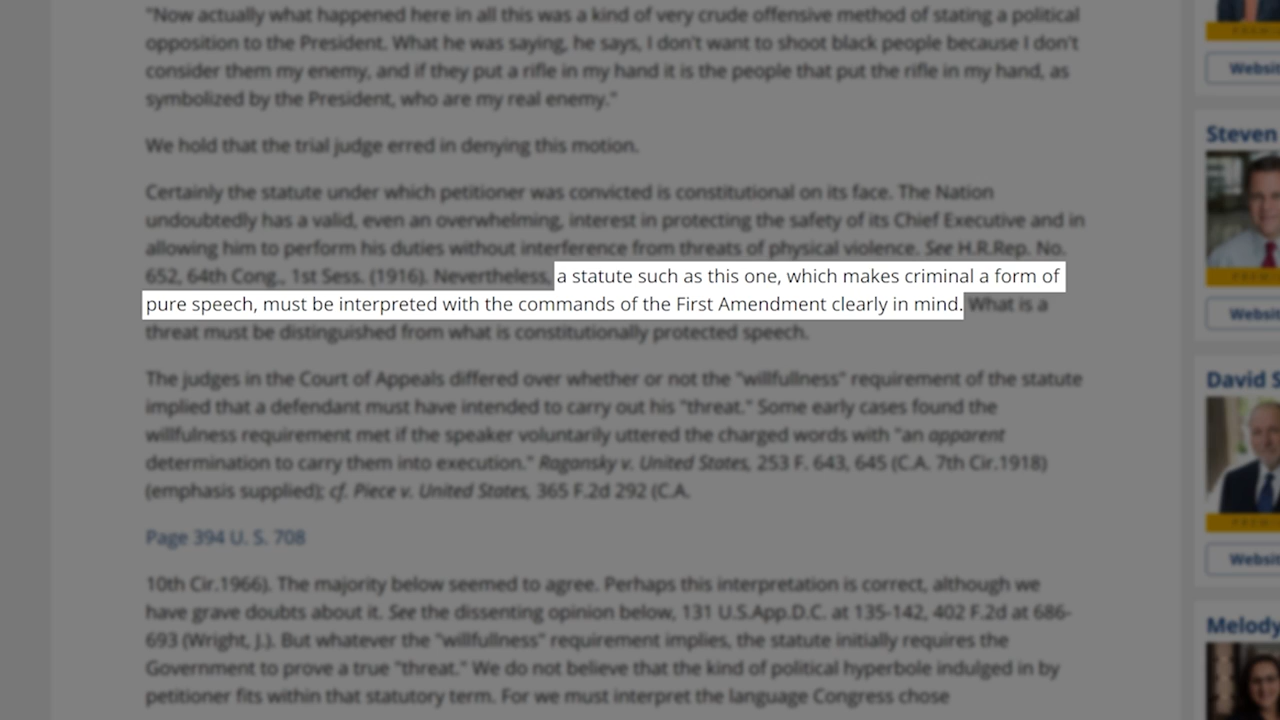 "Now actually what happened here in all this was a kind of very crude offensive method of stating a political
opposition to the President. What he was saying, he says, I don't want to shoot black people because I don't
consider them my enemy, and if they put a rifle in my hand it is the people that put the rifle in my hand, as
symbolized by the President, who are my real enemy."
We hold that the trial judge erred in denying this motion.
Certainly the statute under which petitioner was convicted is constitutional on its face. The Nation
undoubtedly has a valid, even an overwhelming, interest in protecting the safety of its Chief Executive and in
allowing him to perform his duties without interference from threats of physical violence. See H.R.Rep. No.
652, 64th Cong., 1st Sess. (1916). Nevertheless, a statute such as this one, which makes criminal a form of
pure speech, must be interpreted with the commands of the First Amendment clearly in mind. What is a
threat must be distinguished from what is constitutionally protected speech.
The judges in the Court of Appeals differed over whether or not the "willfullness" requirement of the statute
implied that a defendant must have intended to carry out his "threat." Some early cases found the
willfulness requirement met if the speaker voluntarily uttered the charged words with "an apparent
determination to carry them into execution." Ragansky v. United States, 253 F. 643, 645 (C.A. 7th Cir.1918)
(emphasis supplied); cf. Piece v. United States, 365 F.2d 292 (C.A.
Page 394 U. S. 708
10th Cir.1966). The majority below seemed to agree. Perhaps this interpretation is correct, although we
have grave doubts about it. See the dissenting opinion below, 131 U.S.App.D.C. at 135-142, 402 F.2d at 686-
693 (Wright, J.). But whatever the "willfullness" requirement implies, the statute initially requires the
Government to prove a true "threat." We do not believe that the kind of political hyperbole indulged in by
petitioner fits within that statutory term. For we must interpret the language Congress chose
Websi
Steven
Websi
David S
Websi
Melody